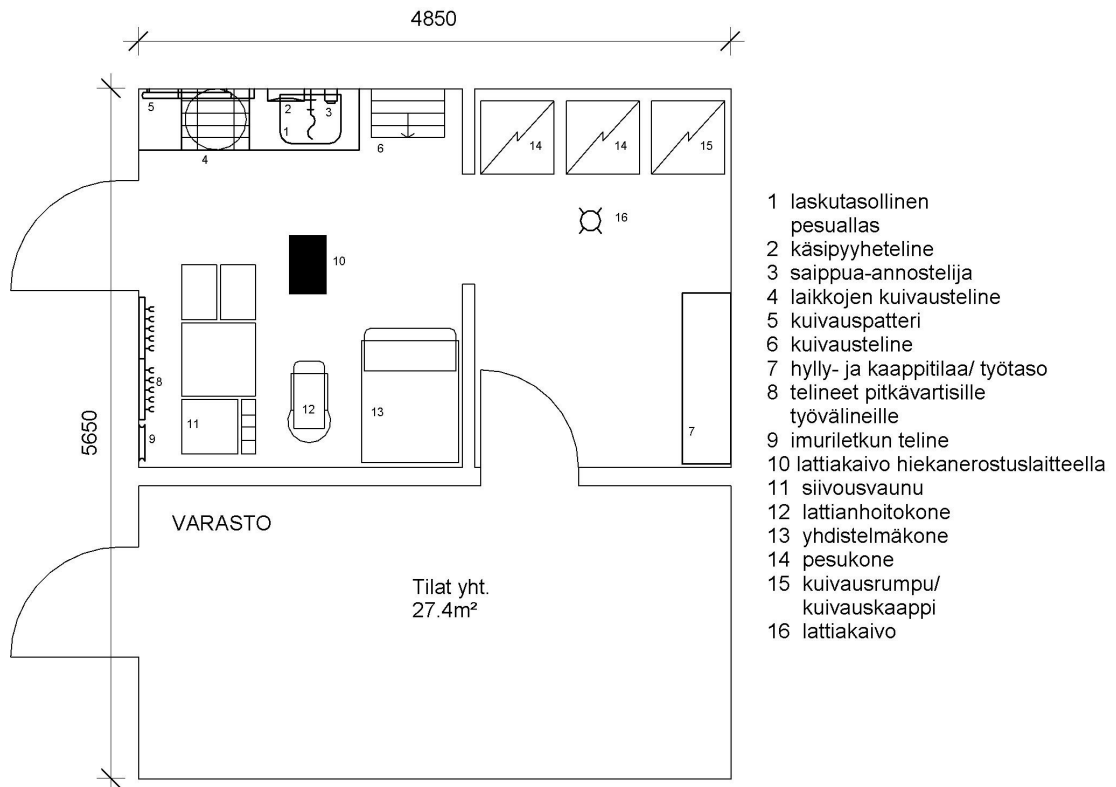 4850
5
2
3
1
4
6
14
14
15
16
10
8
9
11
12
13
7
5650
VARASTO
Tilat yht.
27.4m²
1 laskutasollinen
pesuallas
2 käsipyyheteline
3 saippua-annostelija
4 laikkojen kuivausteline
5 kuivauspatteri
6 kuivausteline
7 hylly- ja kaappitilaa/ työtaso
8 telineet pitkävartisille
työvälineille
9 imuriletkun teline
10 lattiakaivo hiekanerostuslaitteella
11 siivousvaunu
12 lattianhoitokone
13 yhdistelmäkone
14 pesukone
15 kuivausrumpu/
kuivauskaappi
16 lattiakaivo